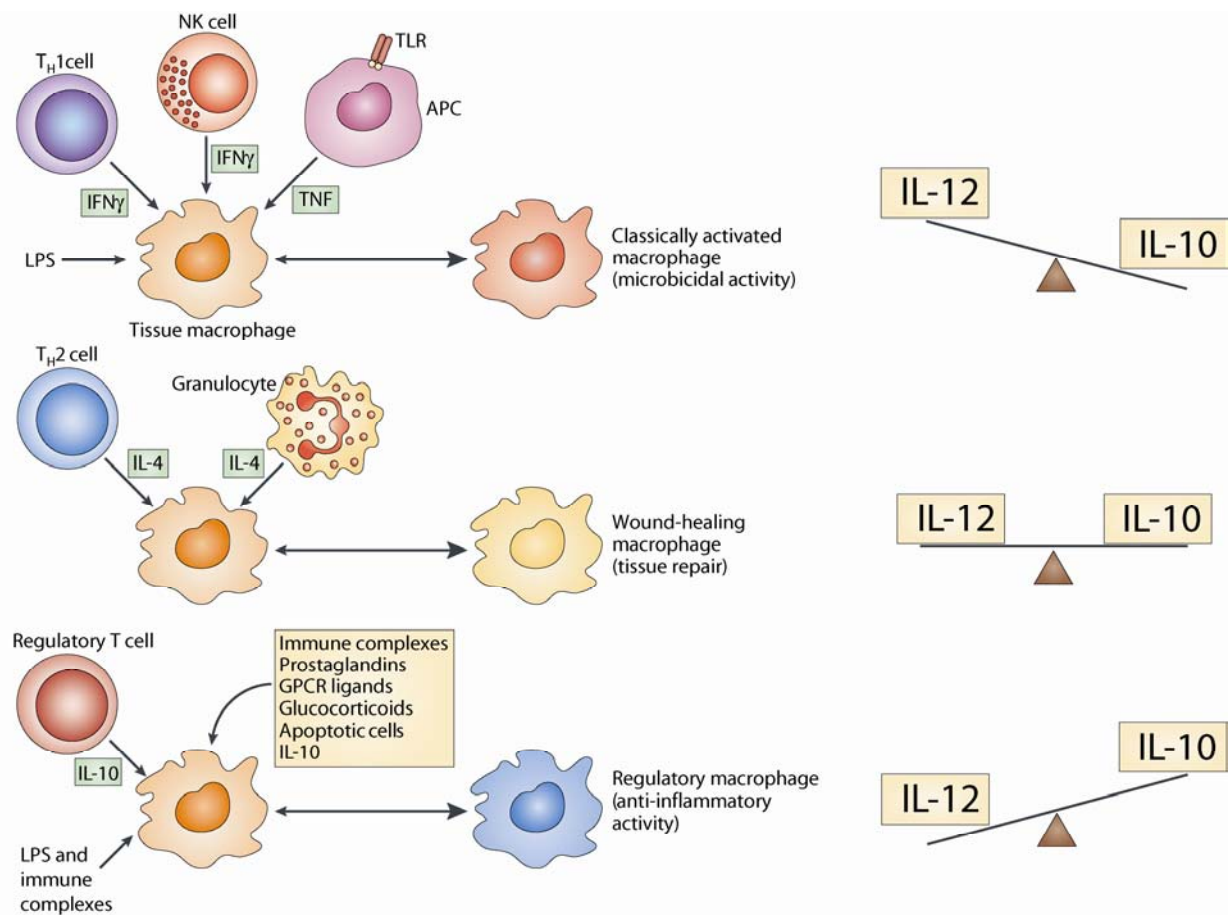 NK cell
TLR
T_H1 cell
APC
IFNγ
IFNγ
TNF
LPS
Tissue macrophage
Classically activated
macrophage
(microbicidal activity)
IL-12
IL-10
T_H2 cell
Granulocyte
IL-4
IL-4
Wound-healing
macrophage
(tissue repair)
IL-12
IL-10
Regulatory T cell
Immune complexes
Prostaglandins
GPCR ligands
Glucocorticoids
Apoptotic cells
IL-10
IL-10
LPS and
immune
complexes
Regulatory macrophage
(anti-inflammatory
activity)
IL-12
IL-10